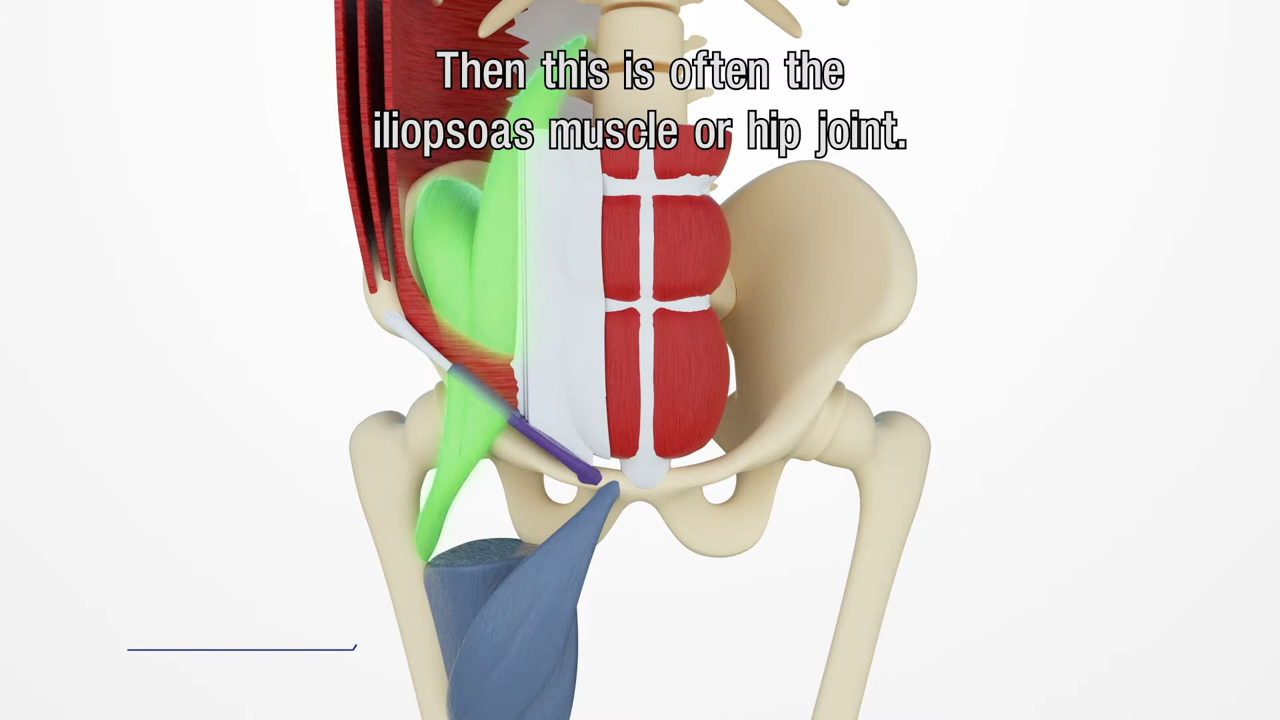 Then this is often the
iliopsoas muscle or hip joint.